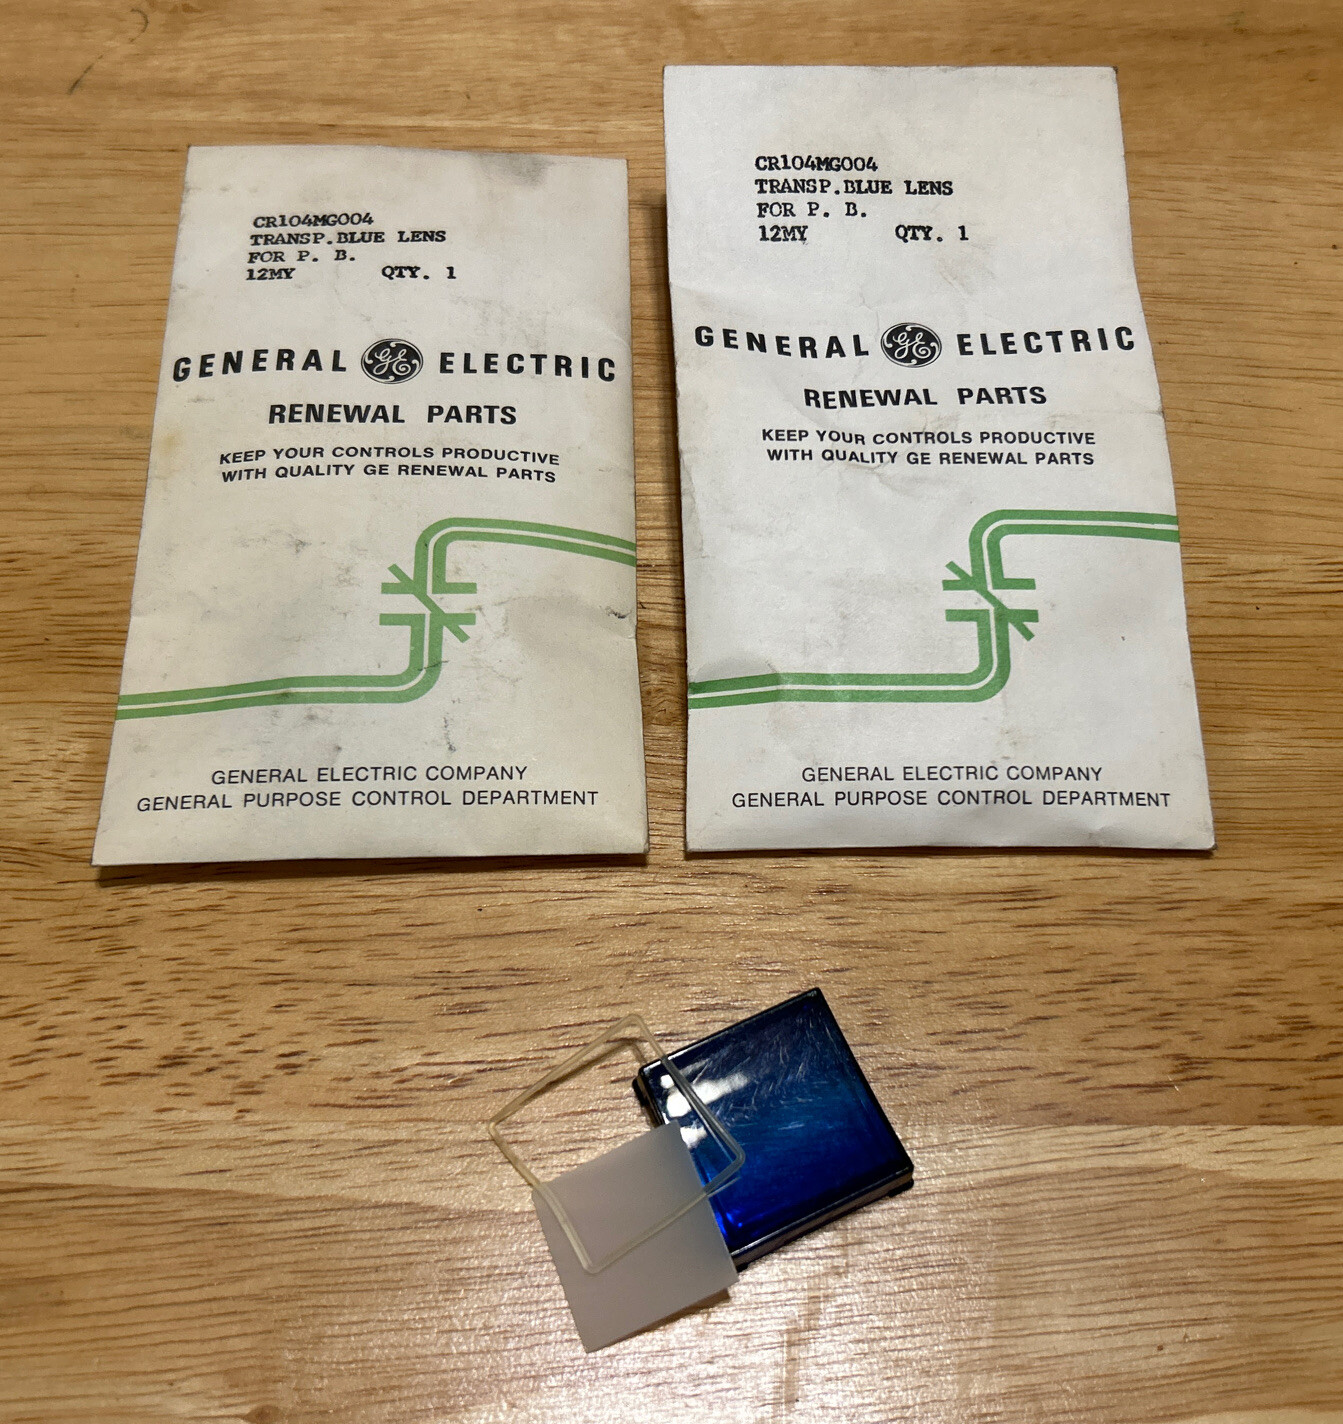 CR104MG004
TRANSP.BLUE LENS
FOR P. B.
12MY QTY. 1
GENERAL GE ELECTRIC
RENEWAL PARTS
KEEP YOUR CONTROLS PRODUCTIVE
WITH QUALITY GE RENEWAL PARTS
GENERAL ELECTRIC COMPANY
GENERAL PURPOSE CONTROL DEPARTMENT
CR104MG004
TRANSP.BLUE LENS
FOR P. B.
12MY QTY. 1
GENERAL GE ELECTRIC
RENEWAL PARTS
KEEP YOUR CONTROLS PRODUCTIVE
WITH QUALITY GE RENEWAL PARTS
GENERAL ELECTRIC COMPANY
GENERAL PURPOSE CONTROL DEPARTMENT